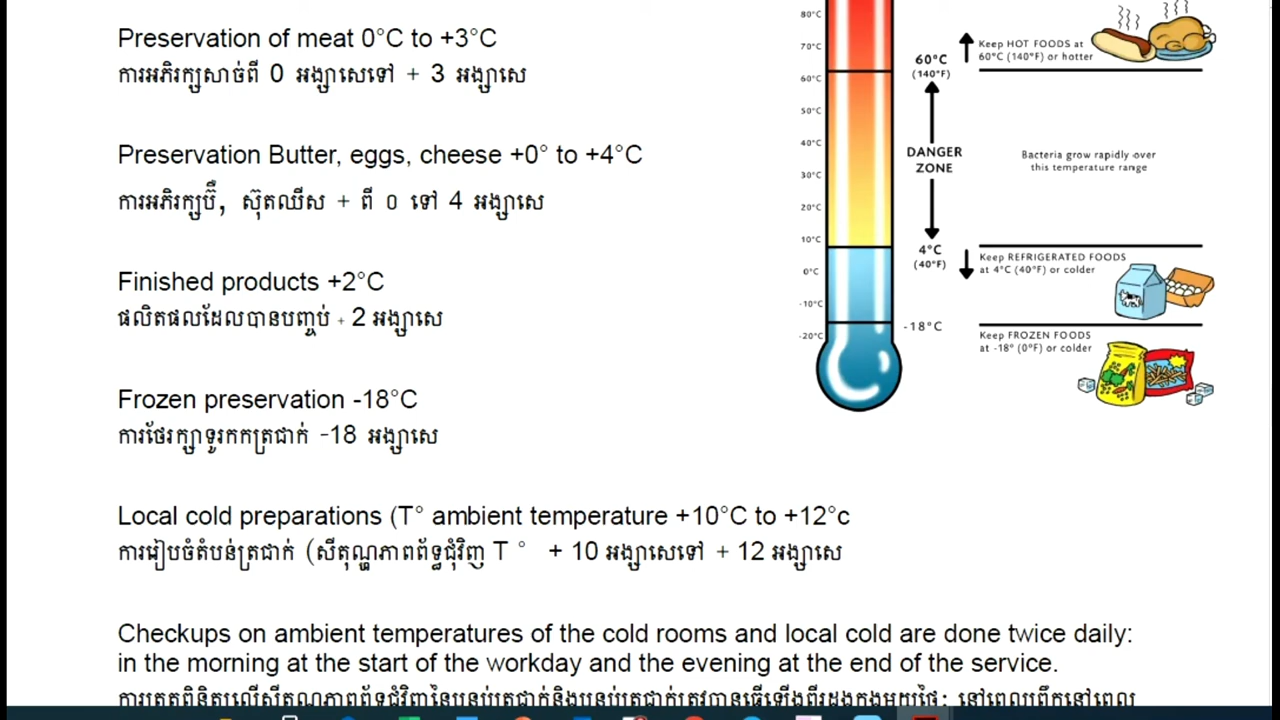 Preservation of meat 0°C to +3°C
ការអភិរក្សសាច់ពី 0 អង្សាសេទៅ + 3 អង្សាសេ
Preservation Butter, eggs, cheese +0° to +4°C
ការអភិរក្សប៊ឺ, ស៊ុតឈីស + ពី 0 ទៅ 4 អង្សាសេ
Finished products +2°C
ផលិតផលដែលបានបញ្ចប់ + 2 អង្សាសេ
Frozen preservation -18°C
ការថែរក្សាទូរកកត្រជាក់ -18 អង្សាសេ
Local cold preparations (T° ambient temperature +10°C to +12°c
ការរៀបចំតំបន់ត្រជាក់ (សីតុណ្ហភាពព័ទ្ធជុំវិញ T ° + 10 អង្សាសេទៅ + 12 អង្សាសេ
Checkups on ambient temperatures of the cold rooms and local cold are done twice daily:
in the morning at the start of the workday and the evening at the end of the service.
80°C
70°C
60°C
50°C
40°C
30°C
20°C
10°C
0°C
-10°C
-20°C
60°C
(140°F)
DANGER
ZONE
4°C
(40°F)
-18°C
Keep HOT FOODS at
60°C (140°F) or hotter
Bacteria grow rapidly over
this temperature range
Keep REFRIGERATED FOODS
at 4°C (40°F) or colder
Keep FROZEN FOODS
at -18° (0°F) or colder